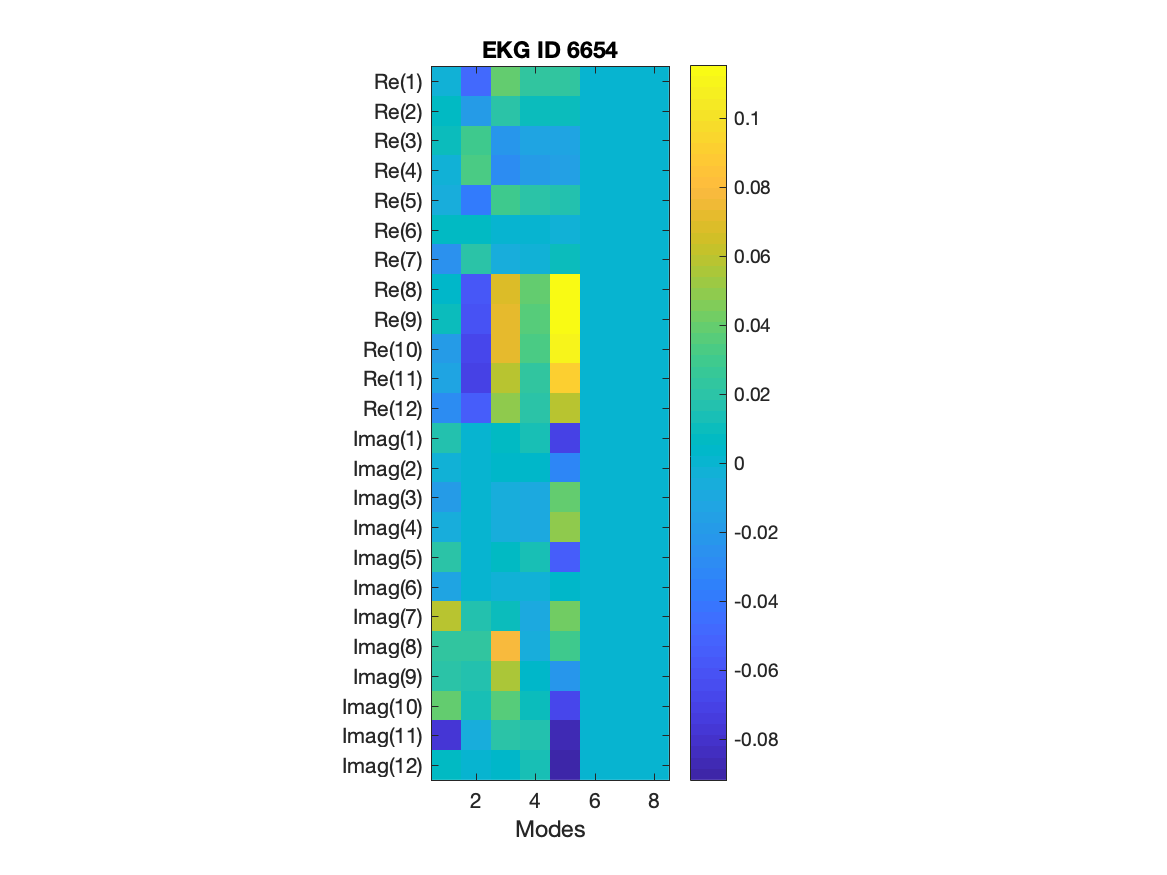 EKG ID 6654
Re(1)
Re(2)
Re(3)
Re(4)
Re(5)
Re(6)
Re(7)
Re(8)
Re(9)
Re(10)
Re(11)
Re(12)
Imag(1)
Imag(2)
Imag(3)
Imag(4)
Imag(5)
Imag(6)
Imag(7)
Imag(8)
Imag(9)
Imag(10)
Imag(11)
Imag(12)
2 4 6 8
Modes
0.1
0.08
0.06
0.04
0.02
0
-0.02
-0.04
-0.06
-0.08